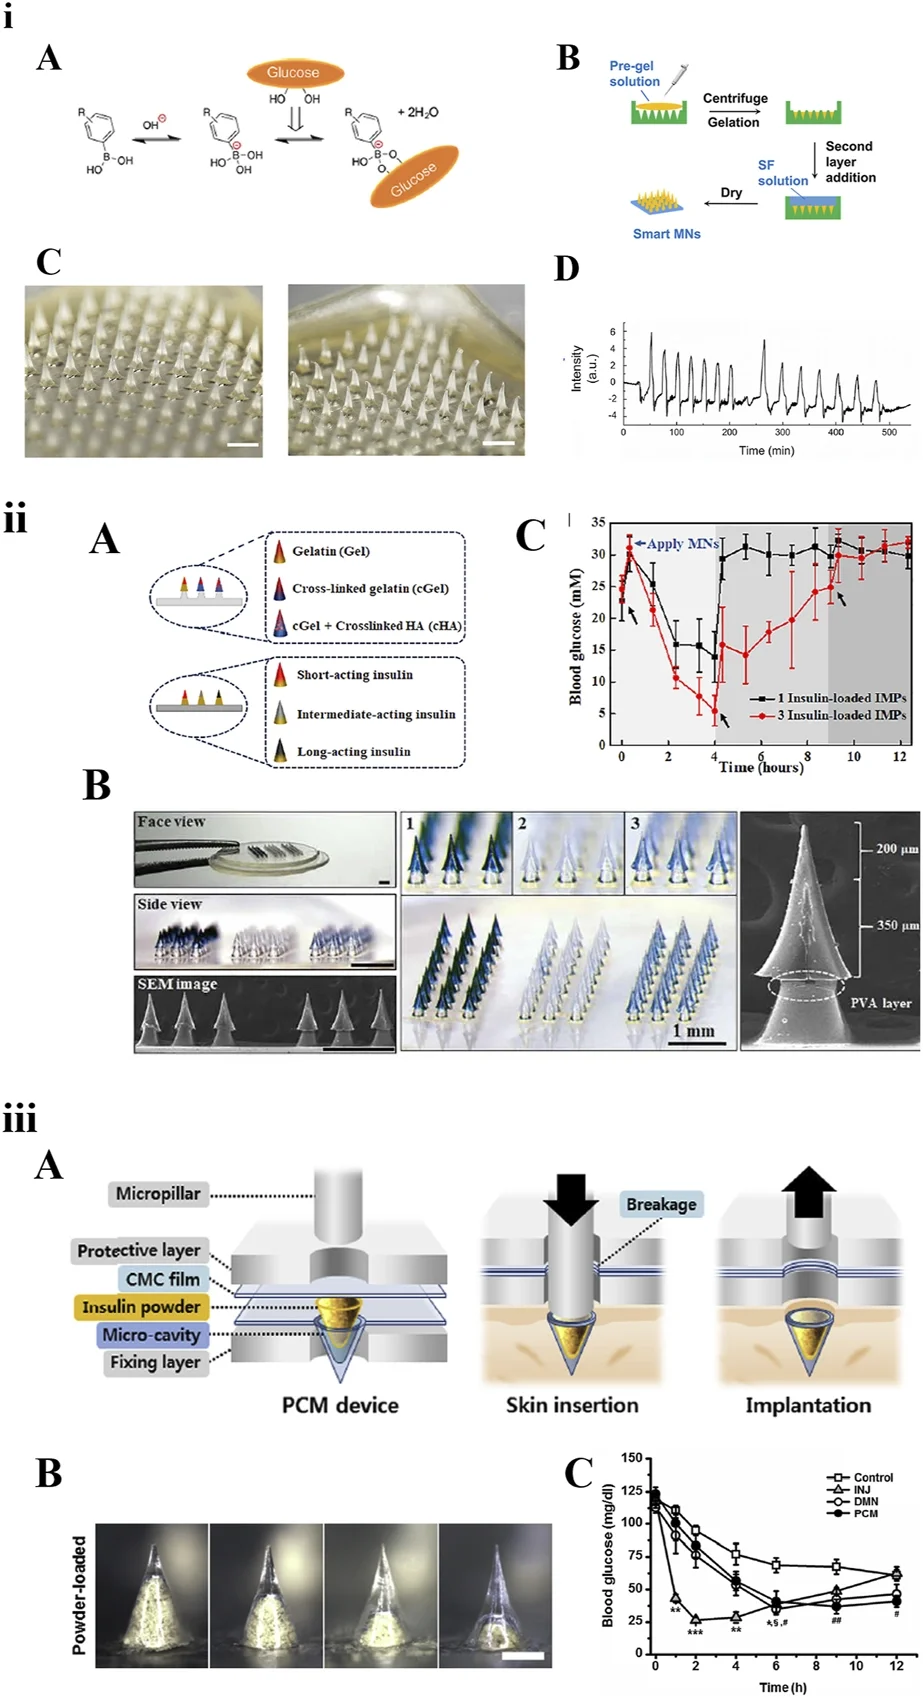 i
A
Glucose
HO OH
R
OH⊖
B
HO OH
R
⊖
B OH
HO
OH
R
⊖
B O
HO
O
Glucose
+ 2H₂O
B
Pre-gel
solution
Centrifuge
Gelation
Second
layer
addition
SF
solution
Dry
Smart MNs
C
D
Intensity
(a.u.)
6
4
2
0
-2
-4
0 100 200 300 400 500
Time (min)
ii
A
Gelatin (Gel)
Cross-linked gelatin (cGel)
cGel + Crosslinked HA (cHA)
Short-acting insulin
Intermediate-acting insulin
Long-acting insulin
C
Blood glucose (mM)
35
30
25
20
15
10
5
0
Apply MNs
1 Insulin-loaded IMPs
3 Insulin-loaded IMPs
0 2 4 6 8 10 12
Time (hours)
B
Face view
Side view
SEM image
1 2 3
1 mm
200 μm
350 μm
PVA layer
iii
A
Micropillar
Protective layer
CMC film
Insulin powder
Micro-cavity
Fixing layer
PCM device
Breakage
Skin insertion
Implantation
B
Powder-loaded
C
Blood glucose (mg/dl)
150
125
100
75
50
25
0
Control
INJ
DMN
PCM
** *** ** *,§,# ## #
0 2 4 6 8 10 12
Time (h)